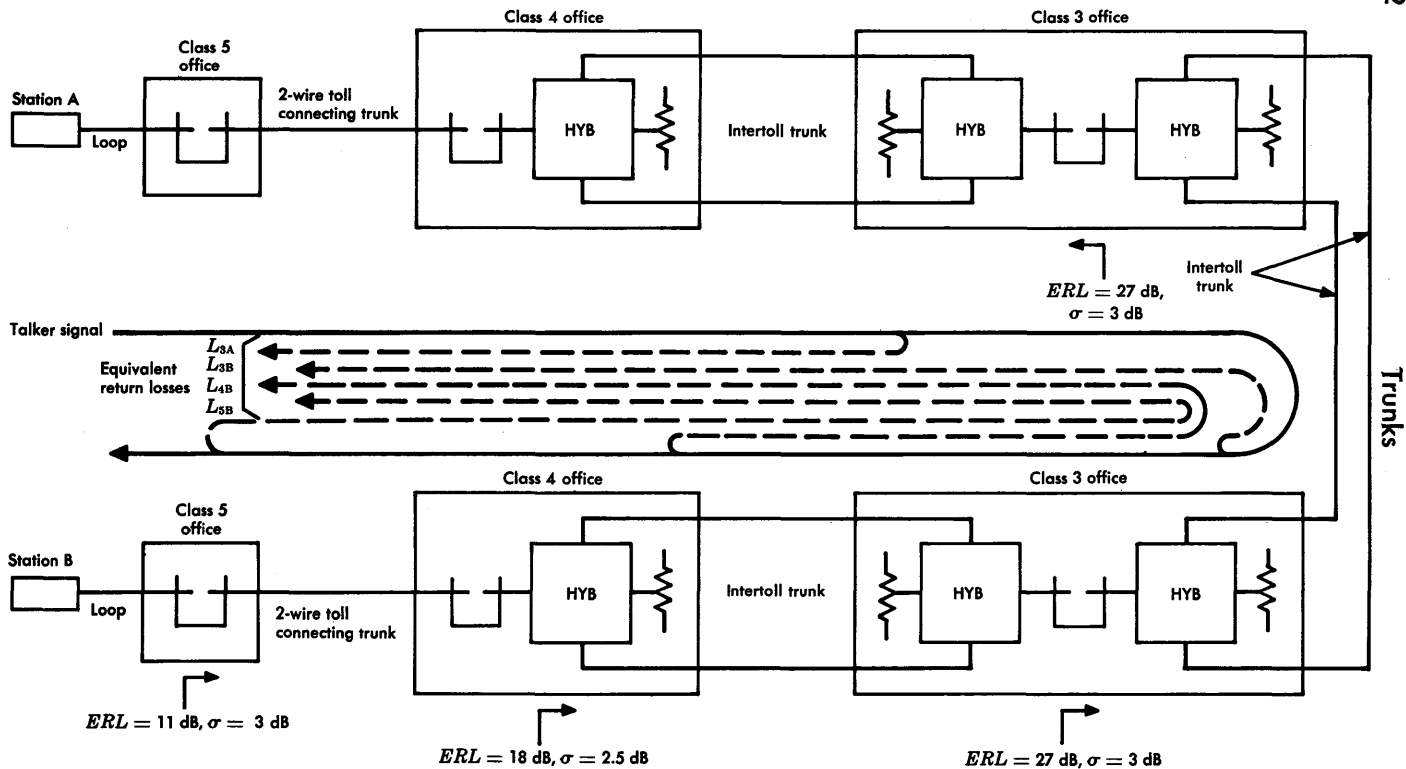 Class 4 office
Class 3 office
Class 5
office
Station A
Loop
2-wire toll
connecting trunk
HYB
Intertoll trunk
HYB
HYB
Intertoll
trunk
ERL = 27 dB,
σ = 3 dB
Talker signal
Equivalent
return losses
L3A
L3B
L4B
L5B
Trunks
Class 4 office
Class 3 office
Class 5
office
Station B
Loop
2-wire toll
connecting trunk
HYB
Intertoll trunk
HYB
HYB
ERL = 11 dB, σ = 3 dB
ERL = 18 dB, σ = 2.5 dB
ERL = 27 dB, σ = 3 dB